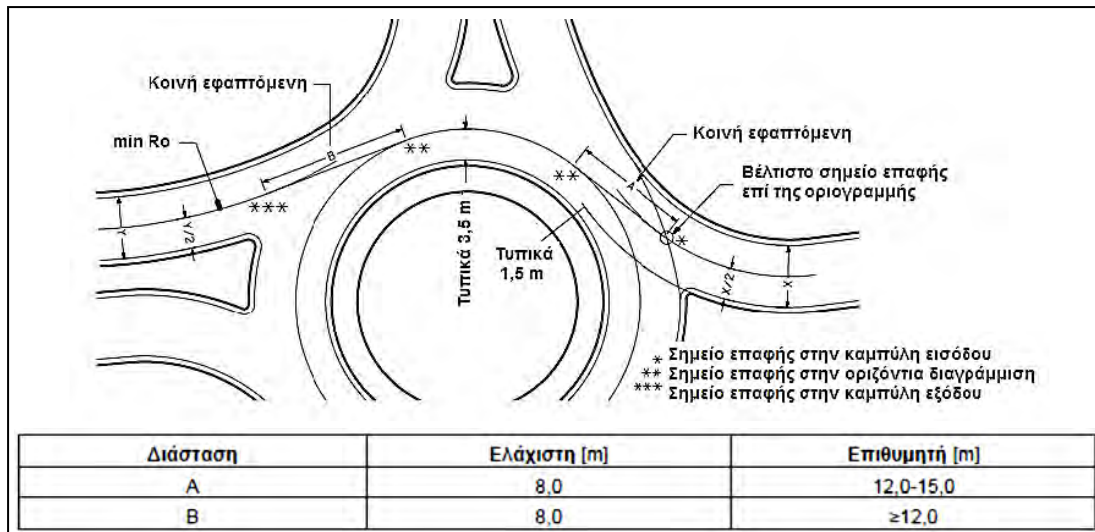 Κοινή εφαπτόμενη
min Ro
B
**
***
Y
Y/2
Τυπικά 3,5 m
Τυπικά
1,5 m
**
A
Κοινή εφαπτόμενη
Βέλτιστο σημείο επαφής
επί της οριογραμμής
*
X/2
X
* Σημείο επαφής στην καμπύλη εισόδου
** Σημείο επαφής στην οριζόντια διαγράμμιση
*** Σημείο επαφής στην καμπύλη εξόδου
Διάσταση Ελάχιστη [m] Επιθυμητή [m]
A 8,0 12,0-15,0
B 8,0 ≥12,0